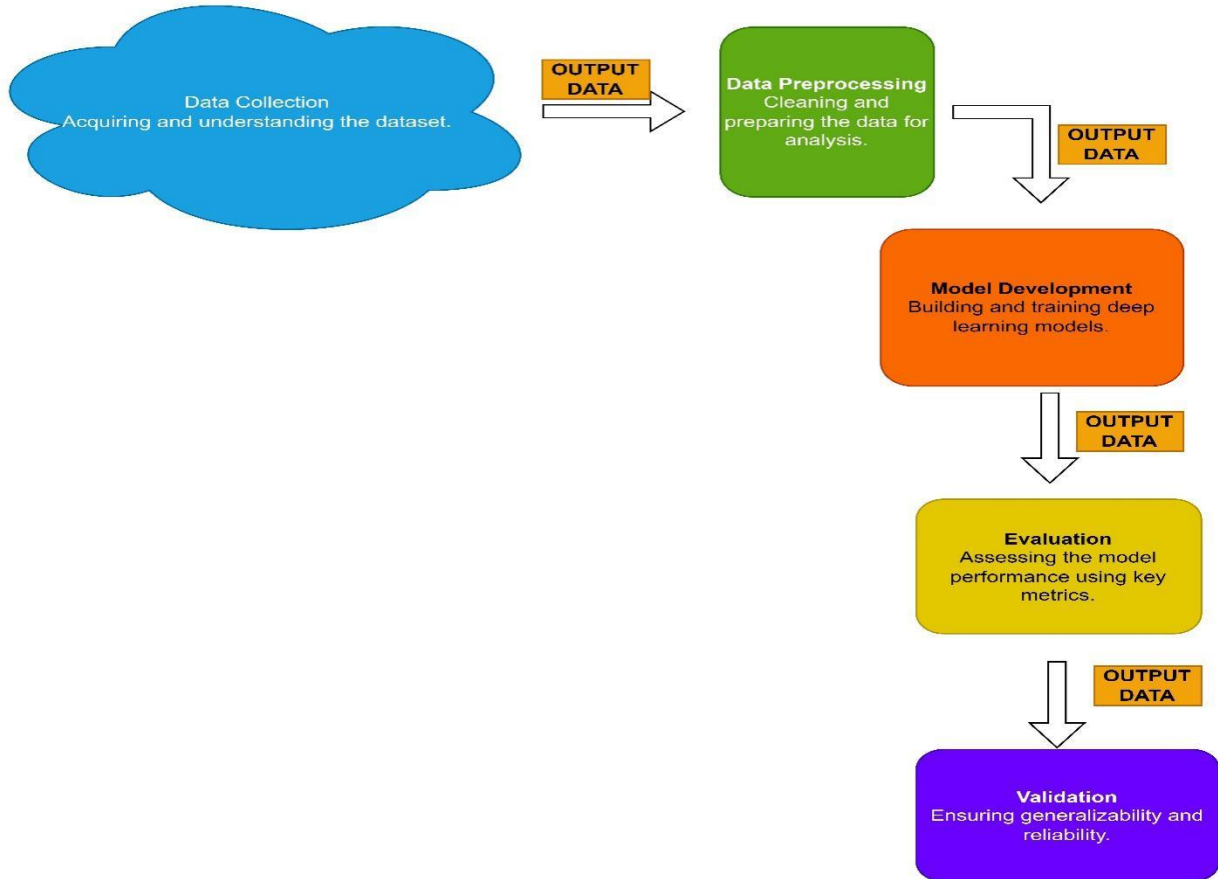 Data Collection
Acquiring and understanding the dataset.
OUTPUT
DATA
Data Preprocessing
Cleaning and
preparing the data for
analysis.
OUTPUT
DATA
Model Development
Building and training deep
learning models.
OUTPUT
DATA
Evaluation
Assessing the model
performance using key
metrics.
OUTPUT
DATA
Validation
Ensuring generalizability and
reliability.